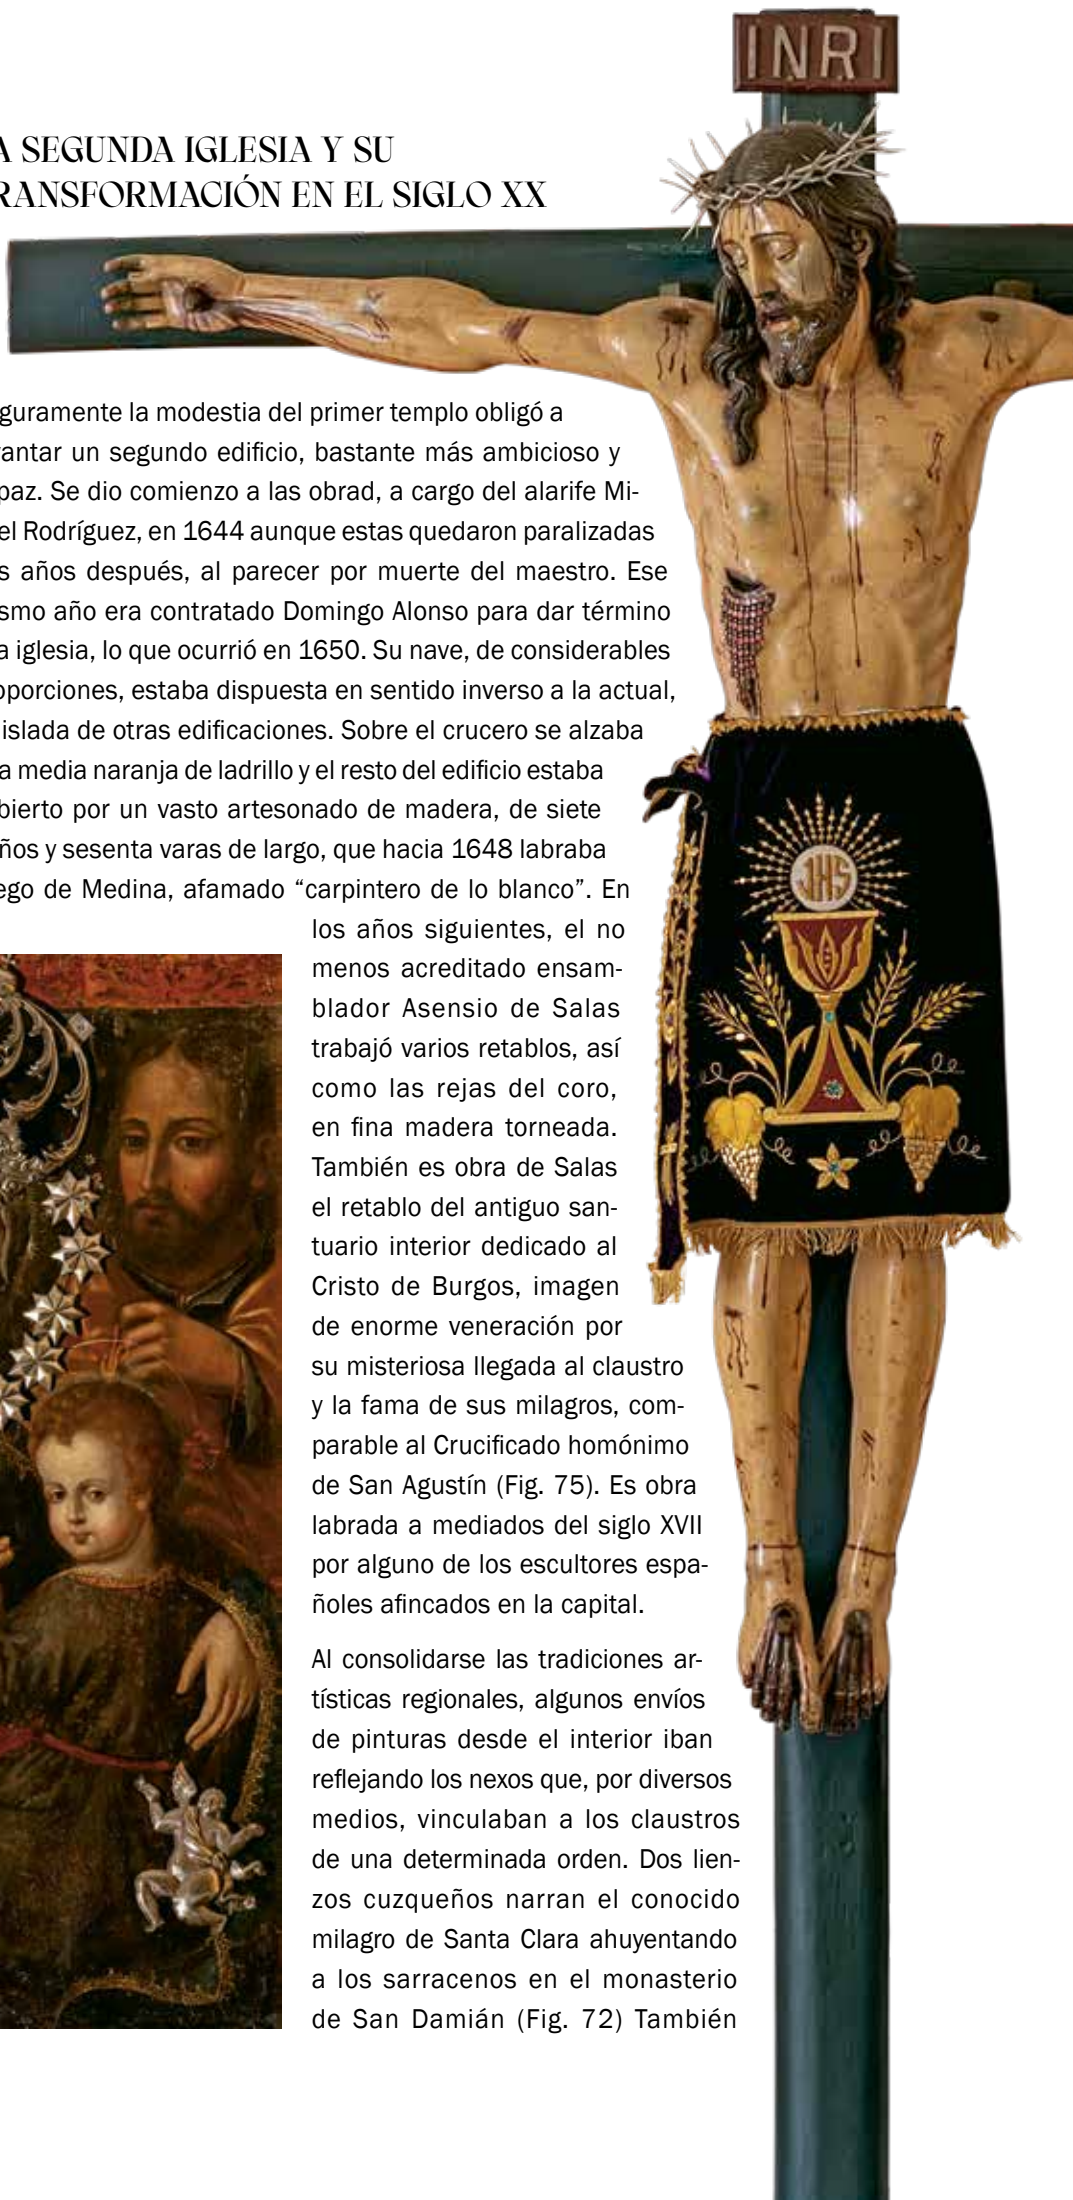 INRI
A SEGUNDA IGLESIA Y SU
RANSFORMACIÓN EN EL SIGLO XX
guramente la modestia del primer templo obligó a
antar un segundo edificio, bastante más ambicioso y
paz. Se dio comienzo a las obrad, a cargo del alarife Mi-
el Rodríguez, en 1644 aunque estas quedaron paralizadas
s años después, al parecer por muerte del maestro. Ese
smo año era contratado Domingo Alonso para dar término
a iglesia, lo que ocurrió en 1650. Su nave, de considerables
oporciones, estaba dispuesta en sentido inverso a la actual,
islada de otras edificaciones. Sobre el crucero se alzaba
a media naranja de ladrillo y el resto del edificio estaba
bierto por un vasto artesonado de madera, de siete
ños y sesenta varas de largo, que hacia 1648 labraba
ego de Medina, afamado “carpintero de lo blanco”. En
los años siguientes, el no
menos acreditado ensam-
blador Asensio de Salas
trabajó varios retablos, así
como las rejas del coro,
en fina madera torneada.
También es obra de Salas
el retablo del antiguo san-
tuario interior dedicado al
Cristo de Burgos, imagen
de enorme veneración por
su misteriosa llegada al claustro
y la fama de sus milagros, com-
parable al Crucificado homónimo
de San Agustín (Fig. 75). Es obra
labrada a mediados del siglo XVII
por alguno de los escultores espa-
ñoles afincados en la capital.
Al consolidarse las tradiciones ar-
tísticas regionales, algunos envíos
de pinturas desde el interior iban
reflejando los nexos que, por diversos
medios, vinculaban a los claustros
de una determinada orden. Dos lien-
zos cuzqueños narran el conocido
milagro de Santa Clara ahuyentando
a los sarracenos en el monasterio
de San Damián (Fig. 72) También
JHS